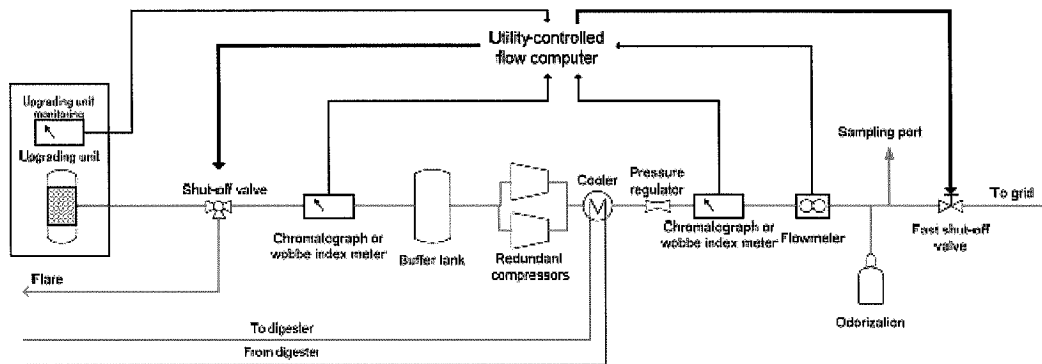 Utility-controlled
flow computer
Upgrading unit
monitoring
Upgrading unit
Shut-off valve
Chromatograph or
wobbe index meter
Buffer tank
Redundant
compressors
Cooler
Pressure
regulator
Chromatograph or
wobbe index meter
Flowmeter
Sampling port
Fast shut-off
valve
To grid
Odorization
Flare
To digester
From digester